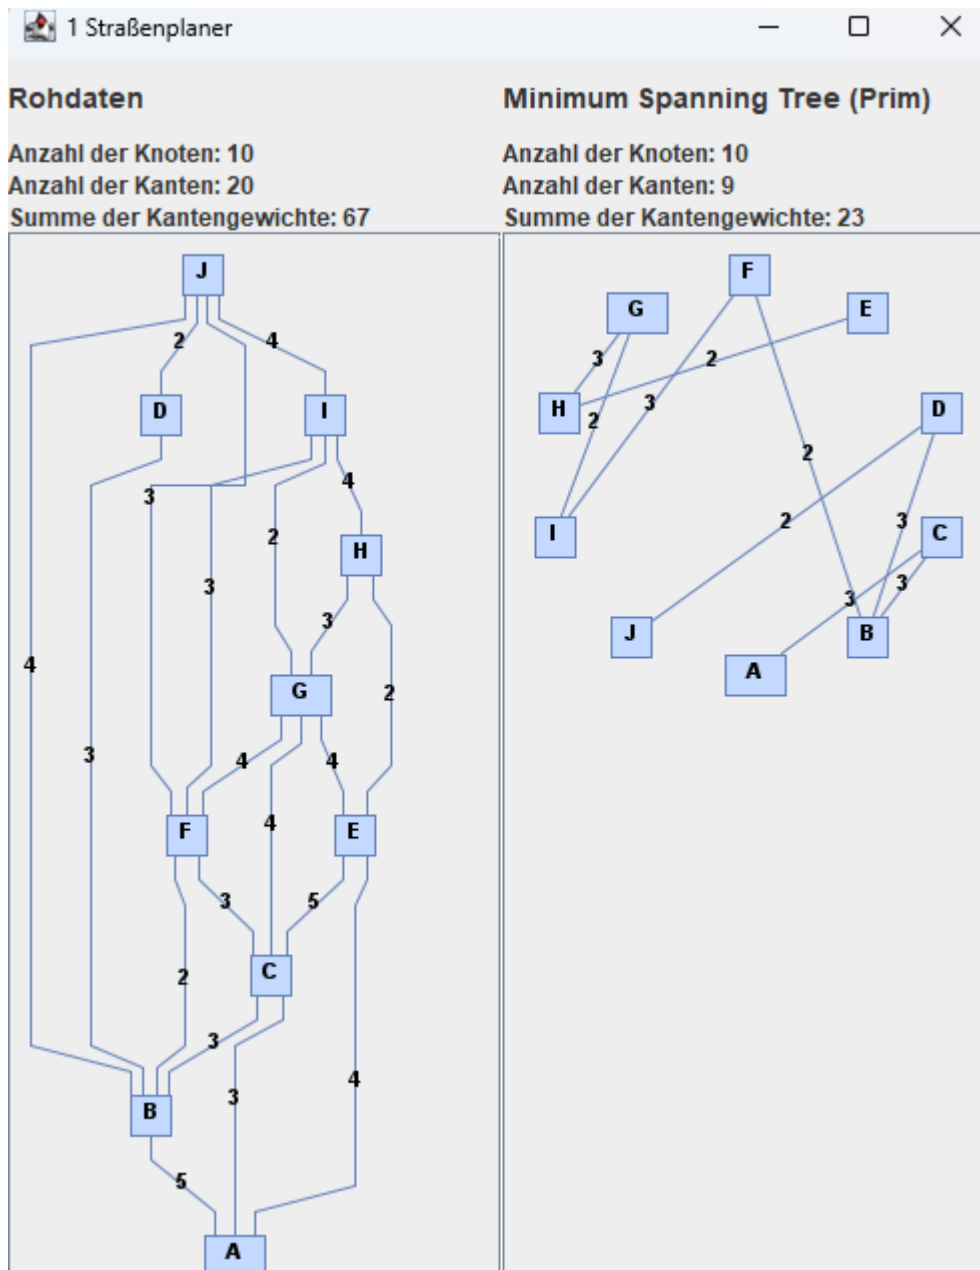 1 Straßenplaner
Rohdaten
Anzahl der Knoten: 10
Anzahl der Kanten: 20
Summe der Kantengewichte: 67
J
2
4
D
I
3
4
2
H
3
3
4
G
2
3
4
4
4
F
E
3
5
C
2
3
4
3
B
5
A
Minimum Spanning Tree (Prim)
Anzahl der Knoten: 10
Anzahl der Kanten: 9
Summe der Kantengewichte: 23
F
G
E
3
2
H
3
D
2
2
2
3
I
C
3
3
J
B
A